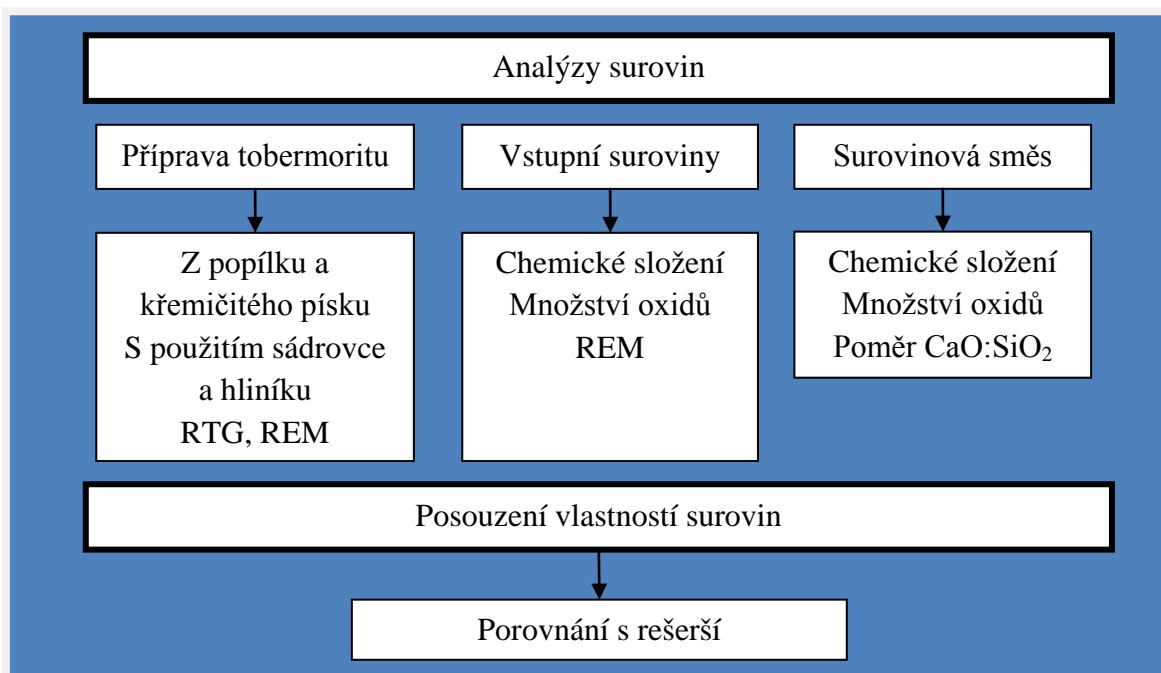 Analýzy surovin
Příprava tobermoritu
Vstupní suroviny
Surovinová směs
Z popílku a
křemičitého písku
S použitím sádrovce
a hliníku
RTG, REM
Chemické složení
Množství oxidů
REM
Chemické složení
Množství oxidů
Poměr CaO:SiO₂
Posouzení vlastností surovin
Porovnání s rešerší